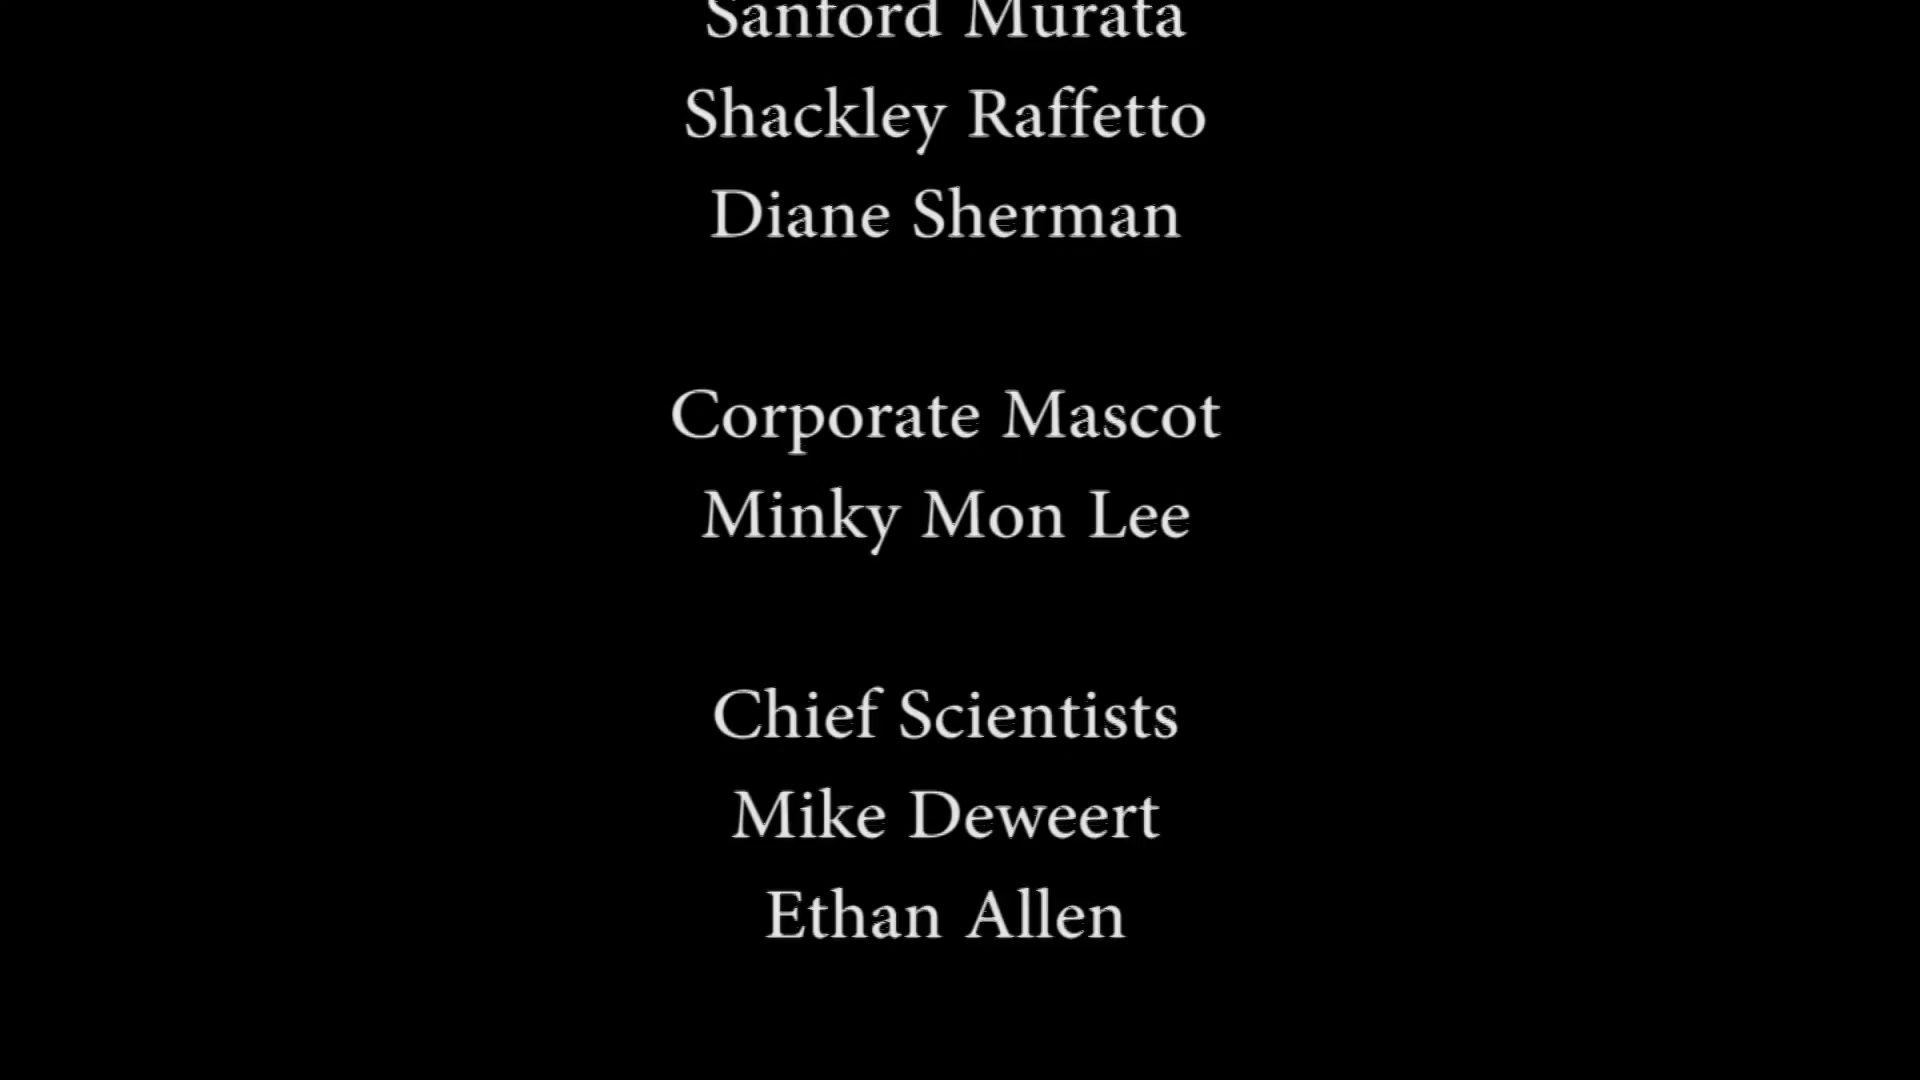 Sanford Murata
Shackley Raffetto
Diane Sherman
Corporate Mascot
Minky Mon Lee
Chief Scientists
Mike Deweert
Ethan Allen